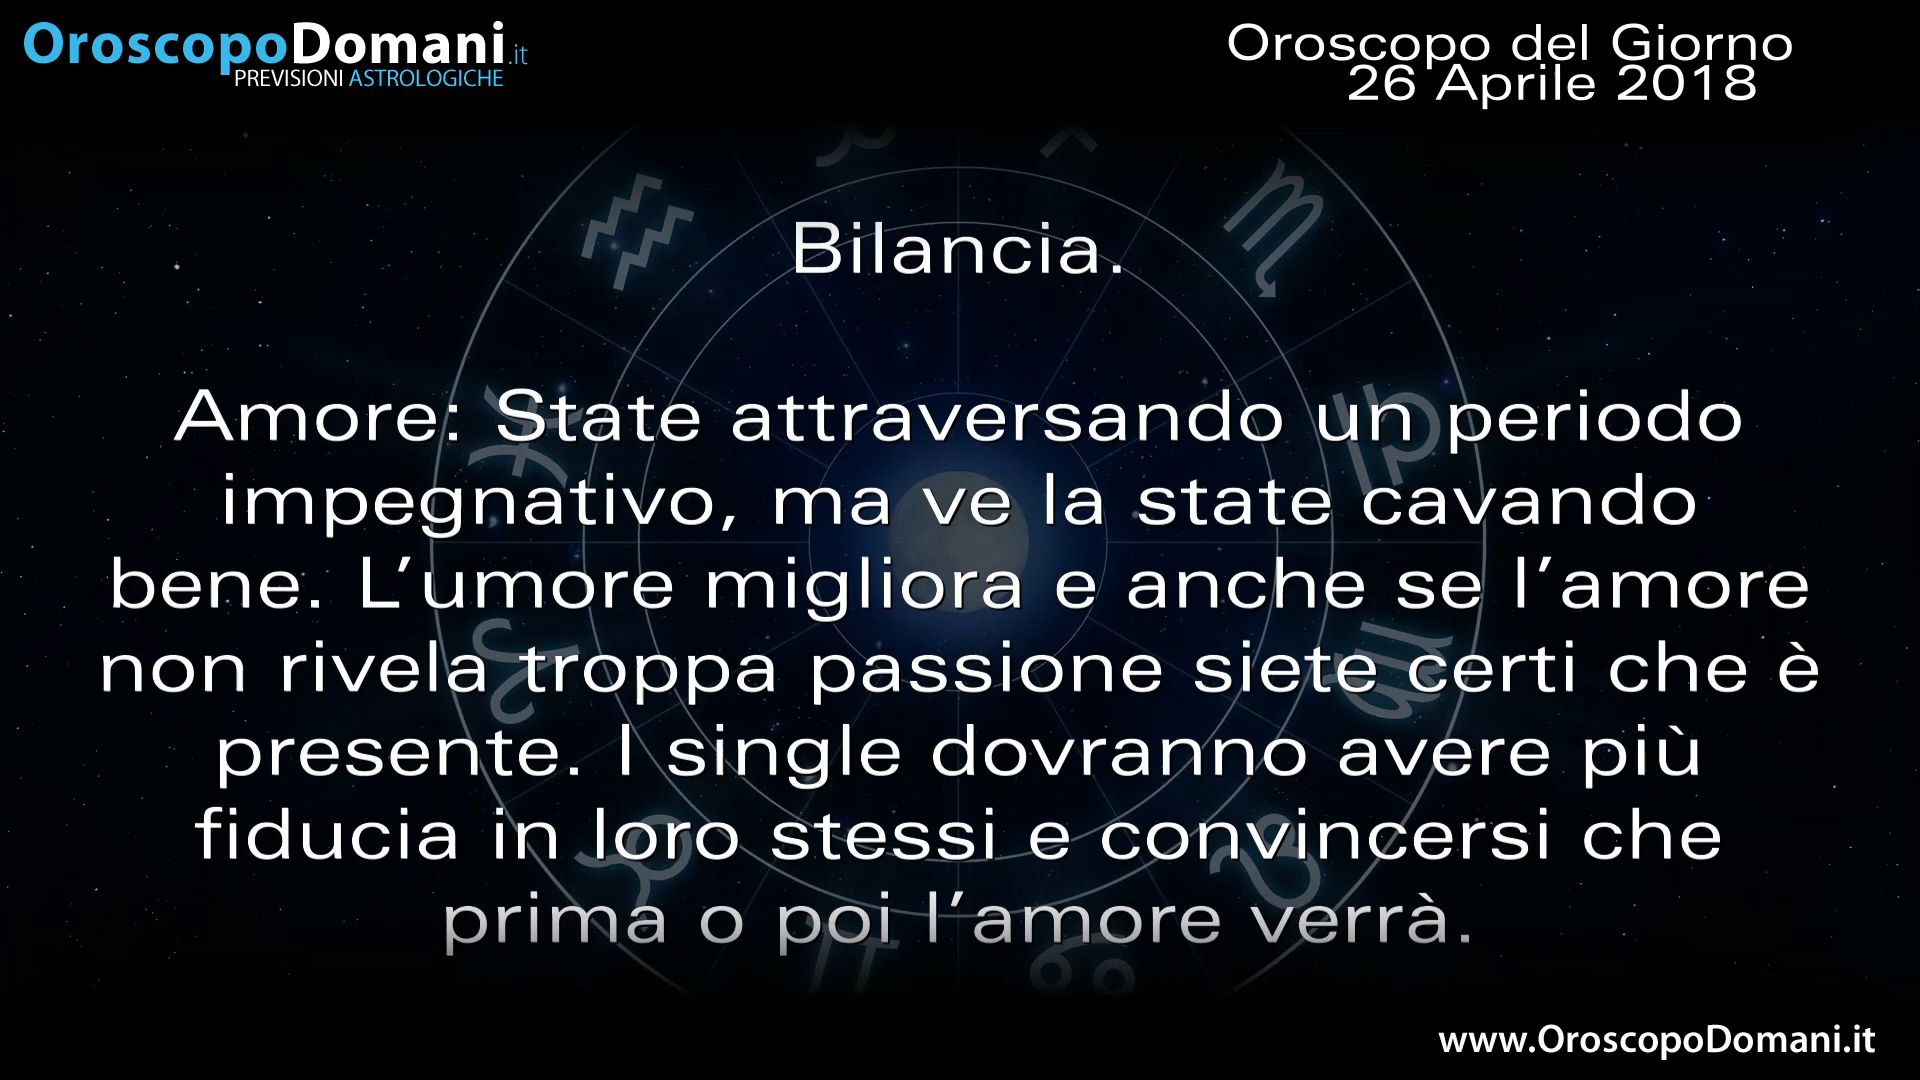 OroscopoDomani.it
PREVISIONI ASTROLOGICHE
Oroscopo del Giorno
26 Aprile 2018
Bilancia.
Amore: State attraversando un periodo
impegnativo, ma ve la state cavando
bene. L’umore migliora e anche se l’amore
non rivela troppa passione siete certi che è
presente. I single dovranno avere più
fiducia in loro stessi e convincersi che
prima o poi l’amore verrà.
www.OroscopoDomani.it